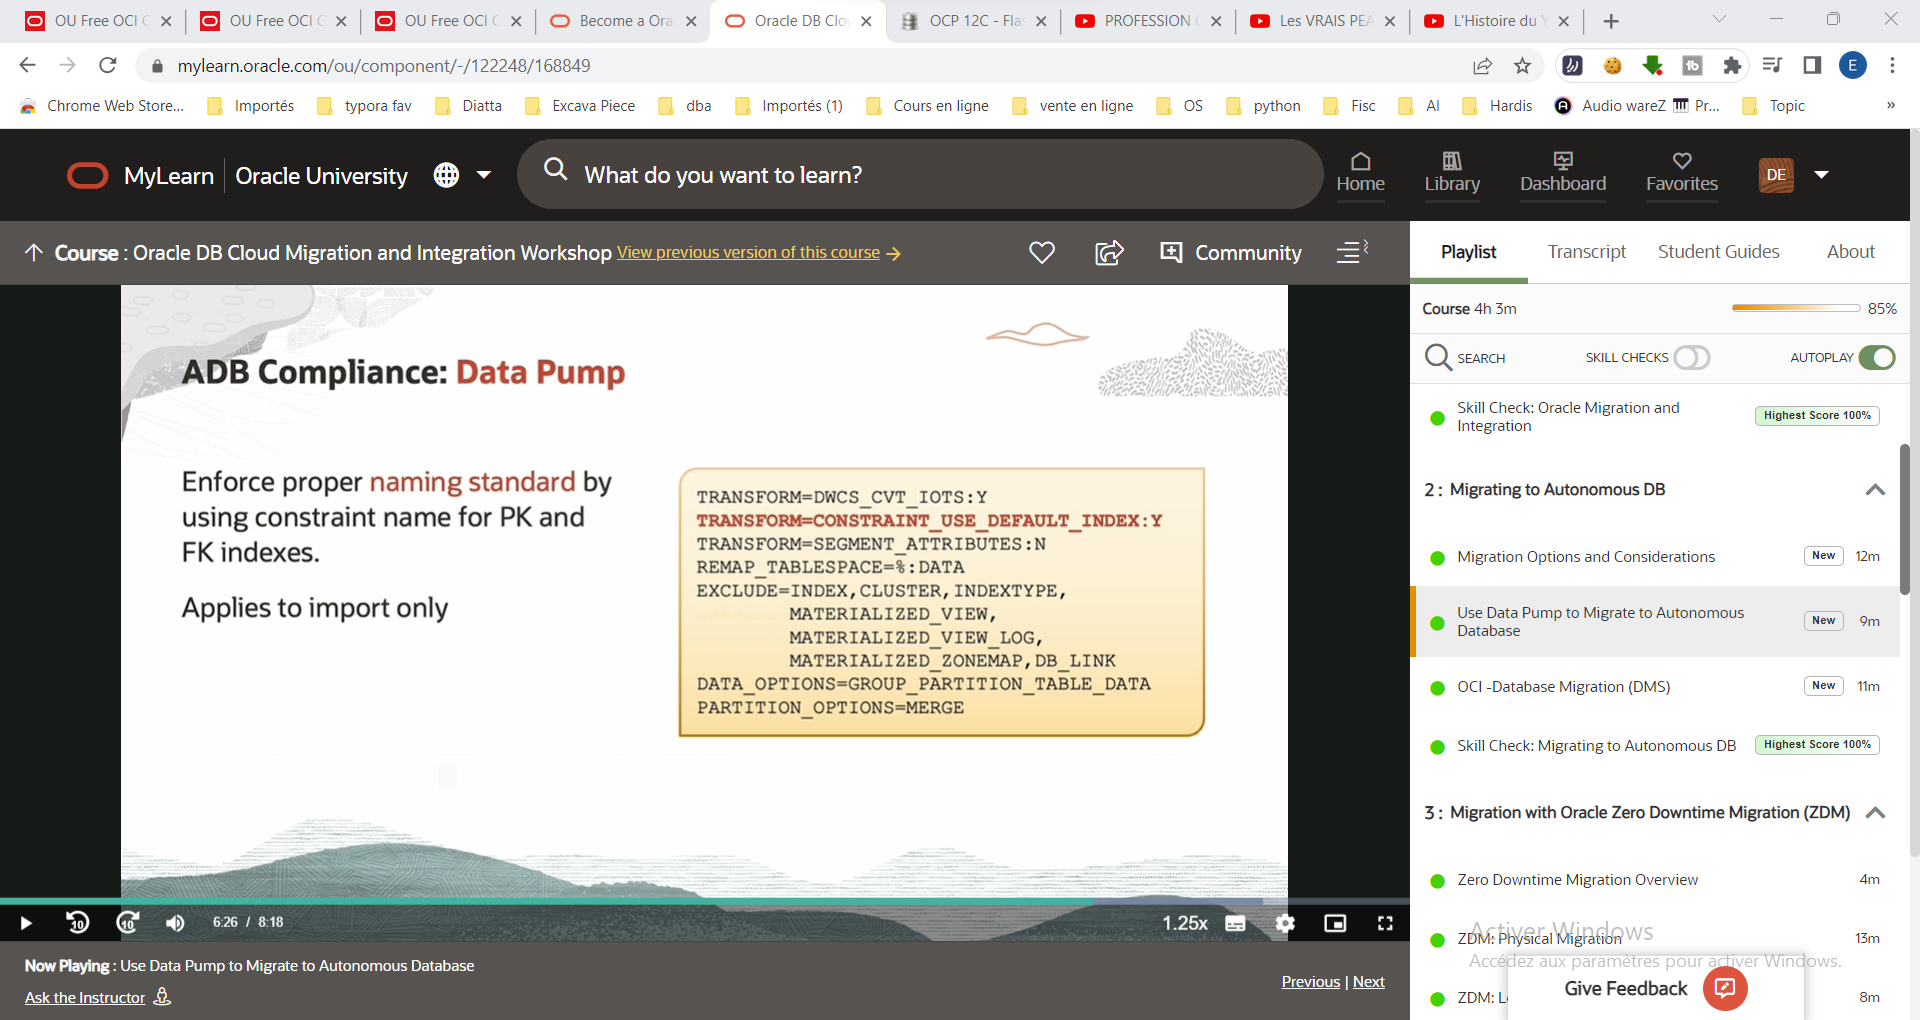 OU Free OCI C
OU Free OCI C
OU Free OCI C
Become a Ora
Oracle DB Clou
OCP 12C - Flas
PROFESSION
Les VRAIS PEA
L'Histoire du Y
mylearn.oracle.com/ou/component/-/122248/168849
E
Chrome Web Store...
Importés
typora fav
Diatta
Excava Piece
dba
Importés (1)
Cours en ligne
vente en ligne
OS
python
Fisc
AI
Hardis
Audio wareZ
Pr...
Topic
»
MyLearn
Oracle University
What do you want to learn?
Home
Library
Dashboard
Favorites
DE
Course : Oracle DB Cloud Migration and Integration Workshop View previous version of this course →
Community
ADB Compliance: Data Pump
Enforce proper naming standard by
using constraint name for PK and
FK indexes.
Applies to import only
TRANSFORM=DWCS_CVT_IOTS:Y
TRANSFORM=CONSTRAINT_USE_DEFAULT_INDEX:Y
TRANSFORM=SEGMENT_ATTRIBUTES:N
REMAP_TABLESPACE=%:DATA
EXCLUDE=INDEX,CLUSTER,INDEXTYPE,
MATERIALIZED_VIEW,
MATERIALIZED_VIEW_LOG,
MATERIALIZED_ZONEMAP,DB_LINK
DATA_OPTIONS=GROUP_PARTITION_TABLE_DATA
PARTITION_OPTIONS=MERGE
10
10
6:26 / 8:18
1.25x
Now Playing : Use Data Pump to Migrate to Autonomous Database
Ask the Instructor
Previous | Next
Playlist
Transcript
Student Guides
About
Course 4h 3m
85%
SEARCH
SKILL CHECKS
AUTOPLAY
Skill Check: Oracle Migration and
Integration
Highest Score 100%
2 : Migrating to Autonomous DB
Migration Options and Considerations
New
12m
Use Data Pump to Migrate to Autonomous
Database
New
9m
OCI -Database Migration (DMS)
New
11m
Skill Check: Migrating to Autonomous DB
Highest Score 100%
3 : Migration with Oracle Zero Downtime Migration (ZDM)
Zero Downtime Migration Overview
4m
Activer Windows
ZDM: Physical Migration
13m
Accédez aux paramètres pour activer Windows.
ZDM: L
8m
Give Feedback